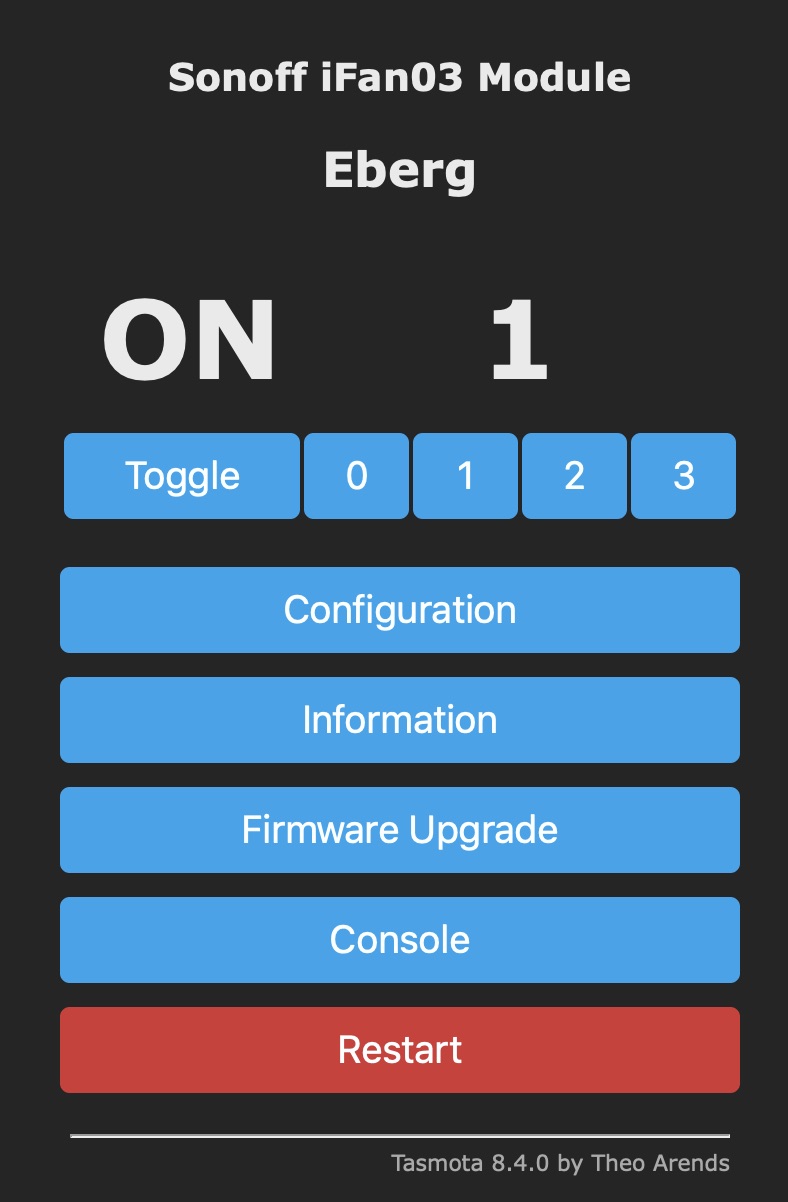 Sonoff iFan03 Module
Eberg
ON 1
Toggle 0 1 2 3
Configuration
Information
Firmware Upgrade
Console
Restart
Tasmota 8.4.0 by Theo Arends